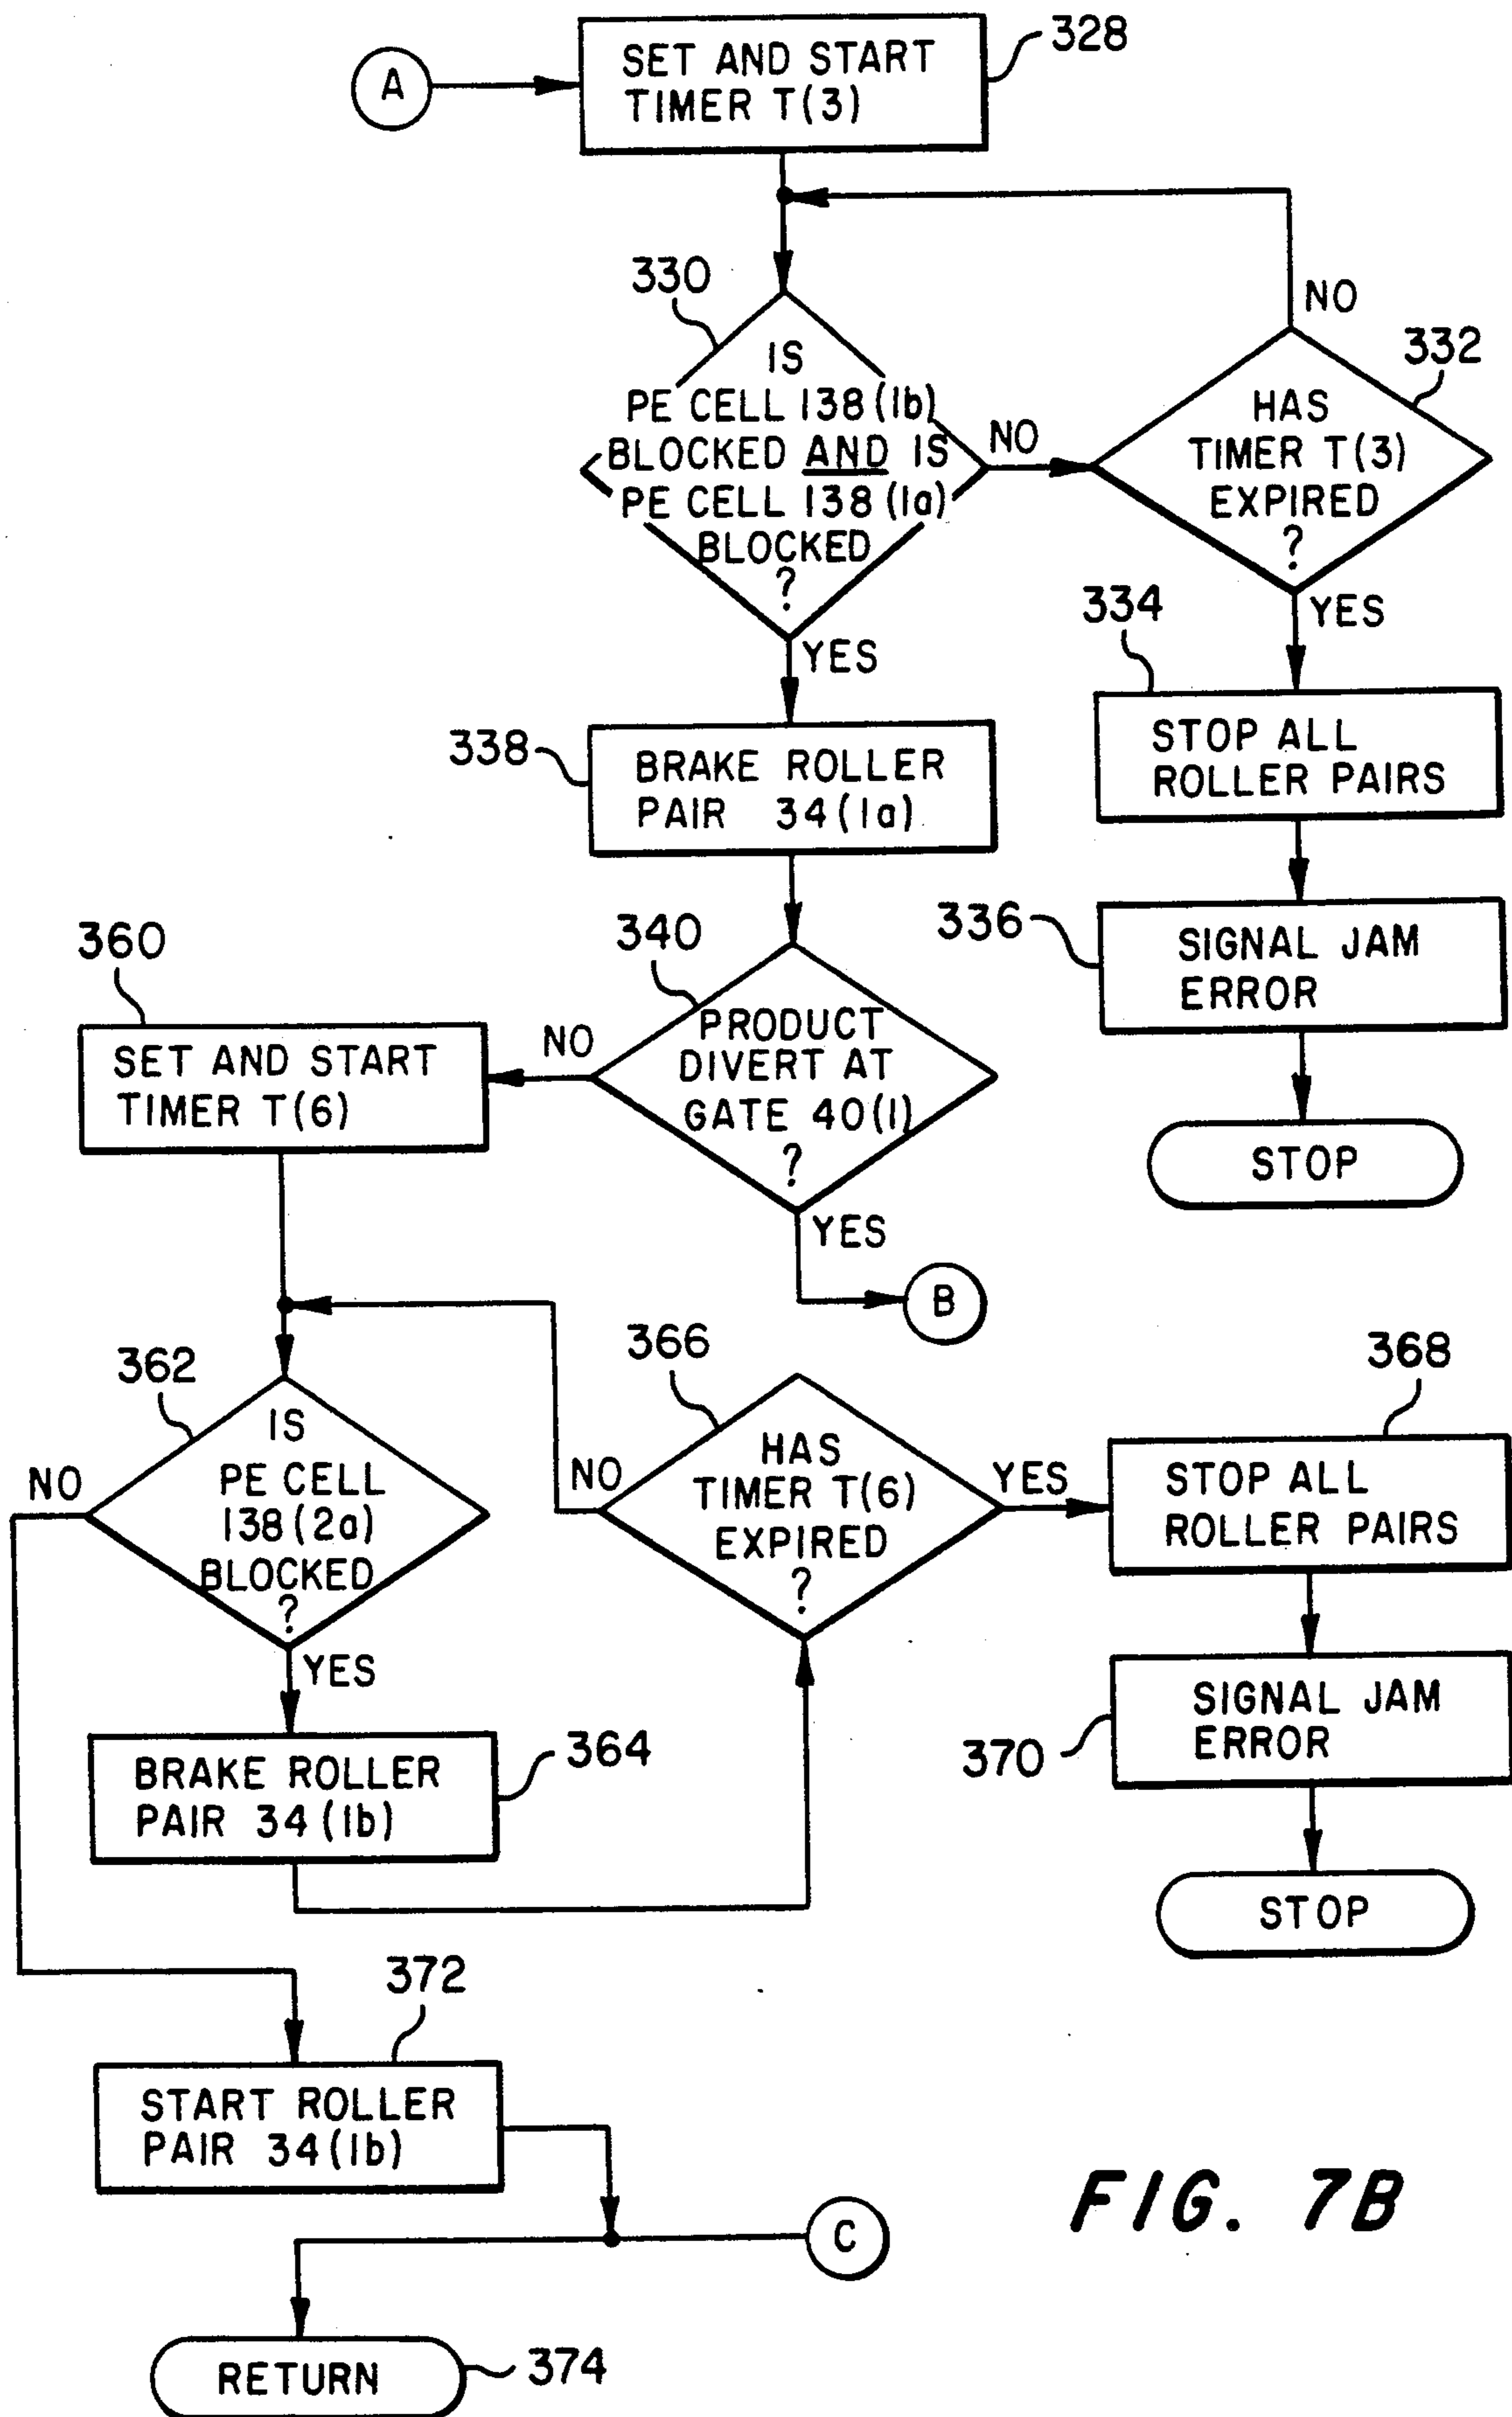 A
SET AND START
TIMER T(3)
328
330
IS
PE CELL 138(1b)
BLOCKED AND IS
PE CELL 138(1a)
BLOCKED
?
NO
YES
NO
332
HAS
TIMER T(3)
EXPIRED
?
YES
334
STOP ALL
ROLLER PAIRS
336
SIGNAL JAM
ERROR
STOP
338
BRAKE ROLLER
PAIR 34(1a)
340
PRODUCT
DIVERT AT
GATE 40(1)
?
NO
YES
B
360
SET AND START
TIMER T(6)
362
IS
PE CELL
138(2a)
BLOCKED
?
NO
YES
364
BRAKE ROLLER
PAIR 34(1b)
366
HAS
TIMER T(6)
EXPIRED
?
NO
YES
368
STOP ALL
ROLLER PAIRS
370
SIGNAL JAM
ERROR
STOP
372
START ROLLER
PAIR 34(1b)
C
RETURN
374
FIG. 7B